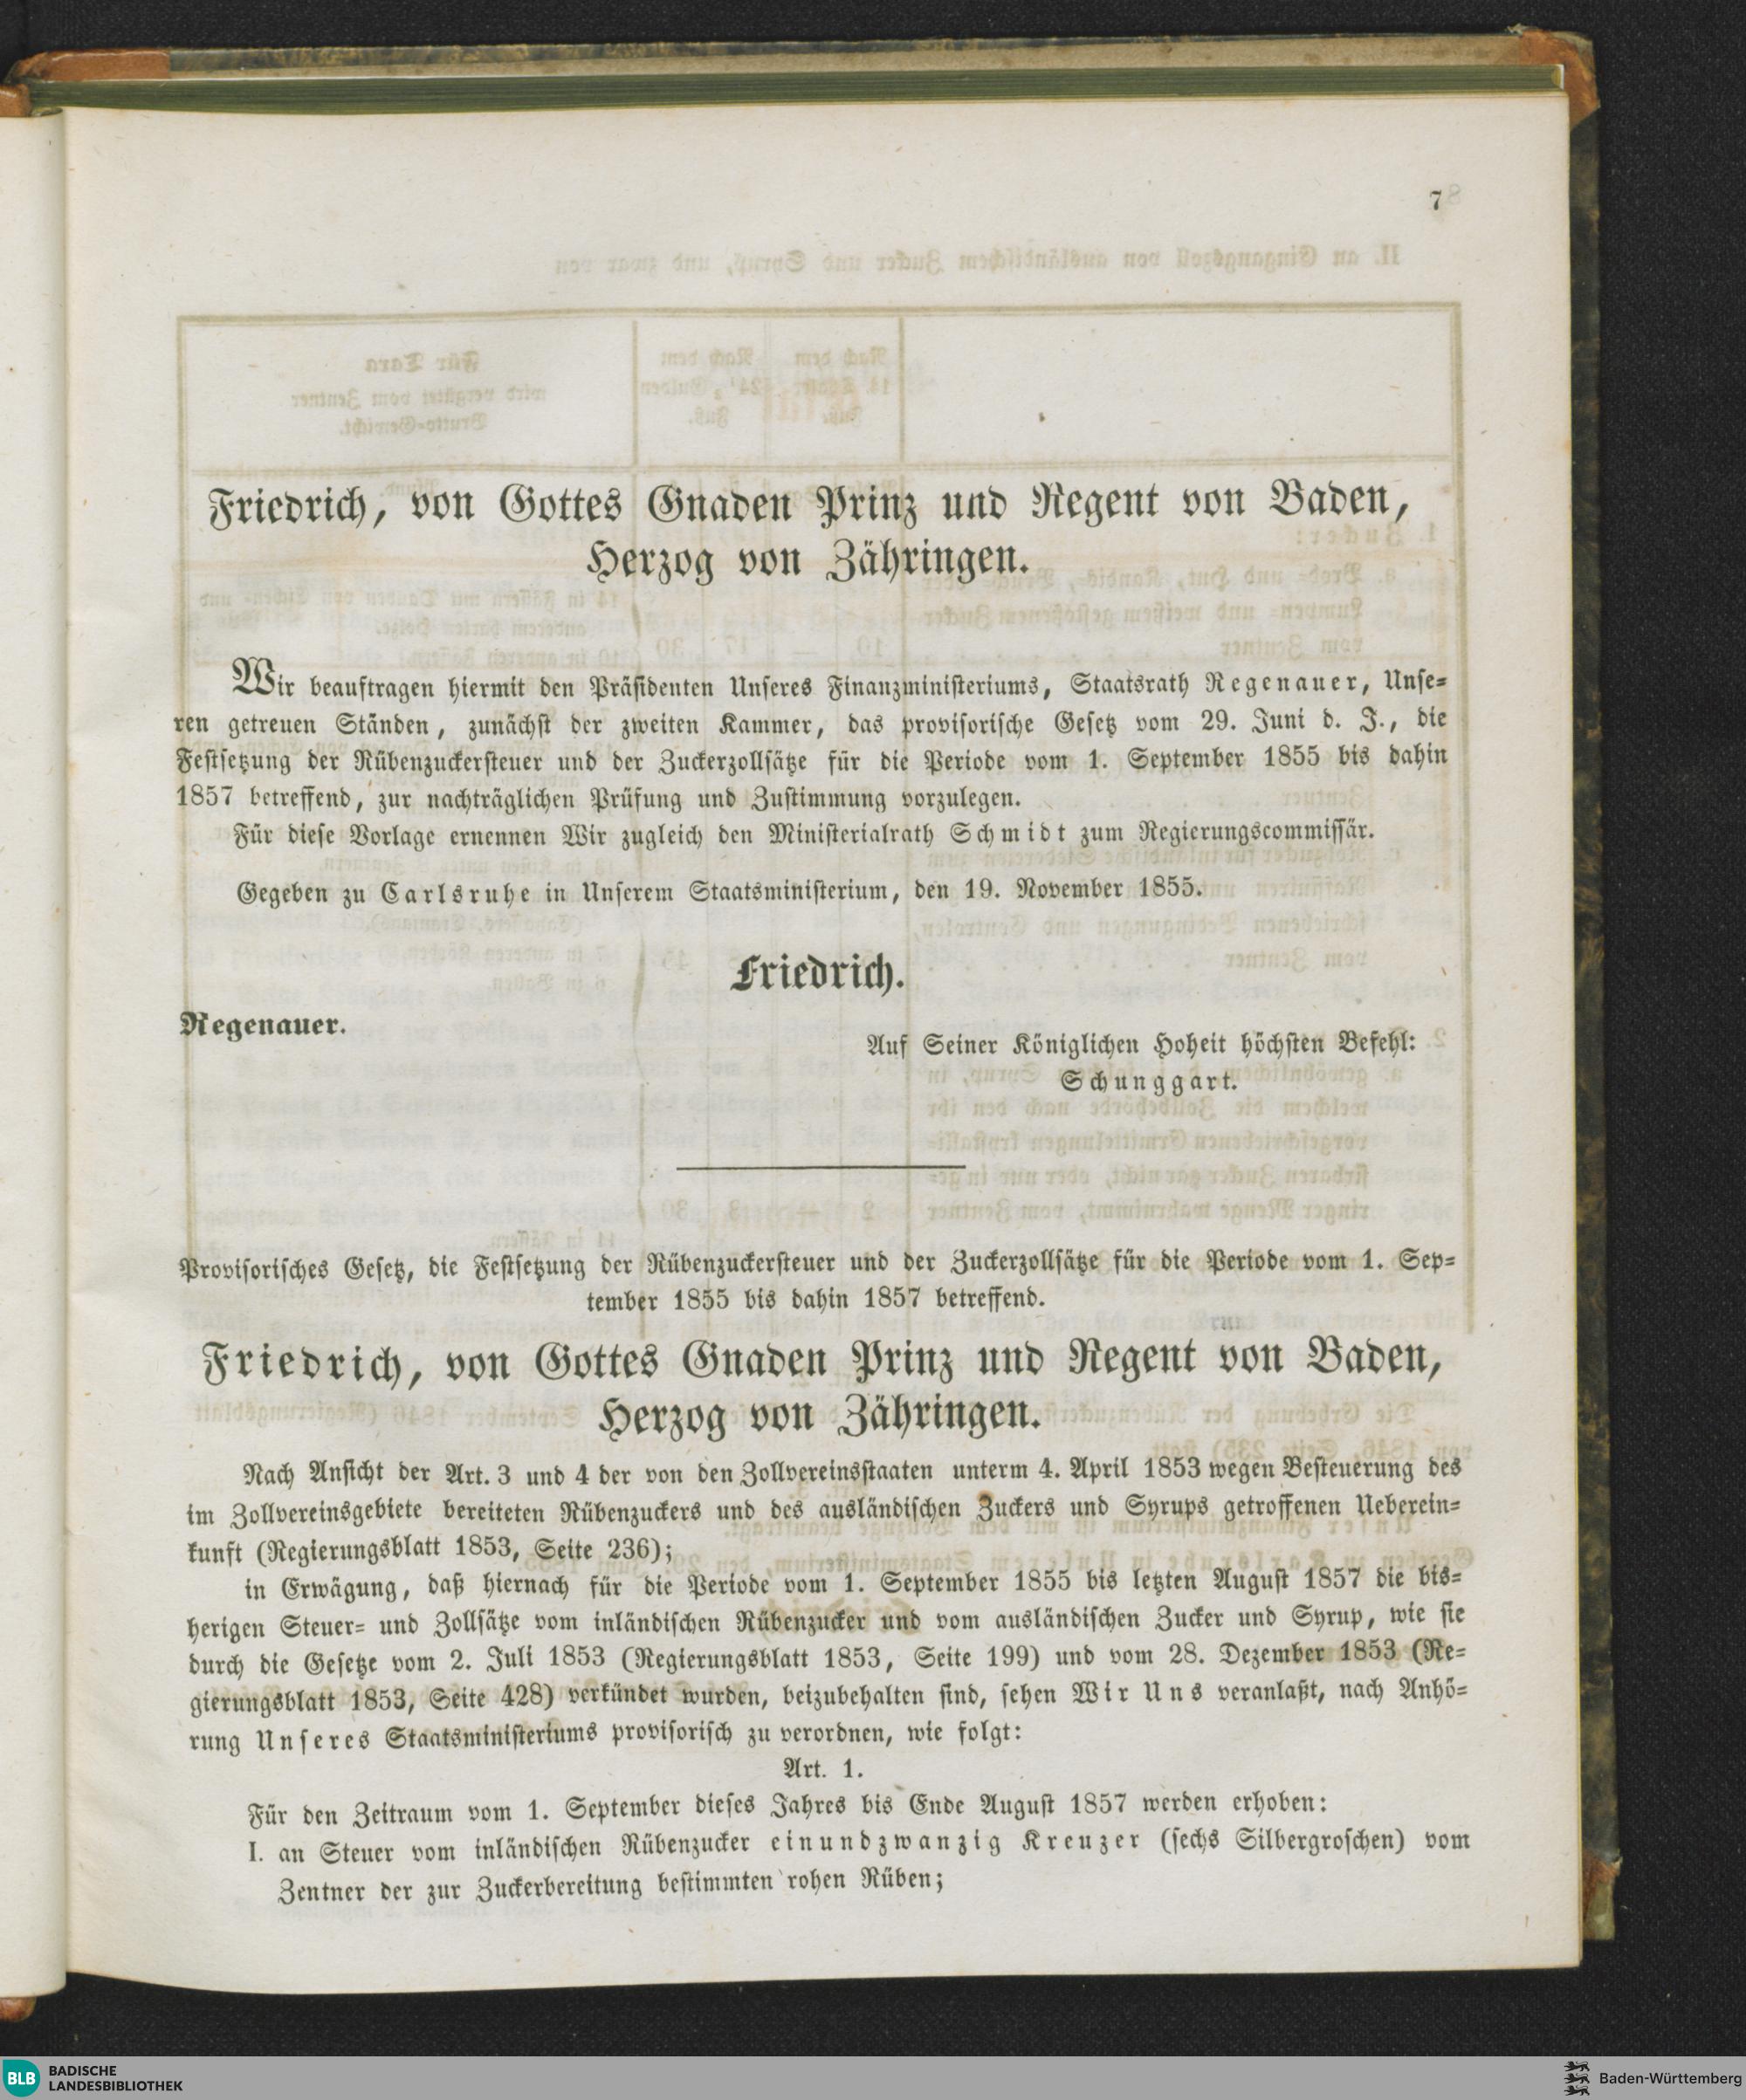 7
Friedrich, von Gottes Gnaden Prinz und Regent von Baden,
Herzog von Zähringen.
Wir beauftragen hiermit den Präsidenten Unseres Finanzministeriums, Staatsrath Regenauer, Unse-
ren getreuen Ständen, zunächst der zweiten Kammer, das provisorische Gesetz vom 29. Juni d. J., die
Festsetzung der Rübenzuckersteuer und der Zuckerzollsätze für die Periode vom 1. September 1855 bis dahin
1857 betreffend, zur nachträglichen Prüfung und Zustimmung vorzulegen.
Für diese Vorlage ernennen Wir zugleich den Ministerialrath Schmidt zum Regierungscommissär.
Gegeben zu Carlsruhe in Unserem Staatsministerium, den 19. November 1855.
Friedrich.
Regenauer.
Auf Seiner Königlichen Hoheit höchsten Befehl:
Schunggart.
Provisorisches Gesetz, die Festsetzung der Rübenzuckersteuer und der Zuckerzollsätze für die Periode vom 1. Sep-
tember 1855 bis dahin 1857 betreffend.
Friedrich, von Gottes Gnaden Prinz und Regent von Baden,
Herzog von Zähringen.
Nach Ansicht der Art. 3 und 4 der von den Zollvereinsstaaten unterm 4. April 1853 wegen Besteuerung des
im Zollvereinsgebiete bereiteten Rübenzuckers und des ausländischen Zuckers und Syrups getroffenen Ueberein-
kunft (Regierungsblatt 1853, Seite 236);
in Erwägung, daß hiernach für die Periode vom 1. September 1855 bis letzten August 1857 die bis-
herigen Steuer- und Zollsätze vom inländischen Rübenzucker und vom ausländischen Zucker und Syrup, wie sie
durch die Gesetze vom 2. Juli 1853 (Regierungsblatt 1853, Seite 199) und vom 28. Dezember 1853 (Re-
gierungsblatt 1853, Seite 428) verkündet wurden, beizubehalten sind, sehen Wir Uns veranlaßt, nach Anhö-
rung Unseres Staatsministeriums provisorisch zu verordnen, wie folgt:
Art. 1.
Für den Zeitraum vom 1. September dieses Jahres bis Ende August 1857 werden erhoben:
I. an Steuer vom inländischen Rübenzucker einundzwanzig Kreuzer (sechs Silbergroschen) vom
Zentner der zur Zuckerbereitung bestimmten rohen Rüben;
BLB BADISCHE
LANDESBIBLIOTHEK
Baden-Württemberg